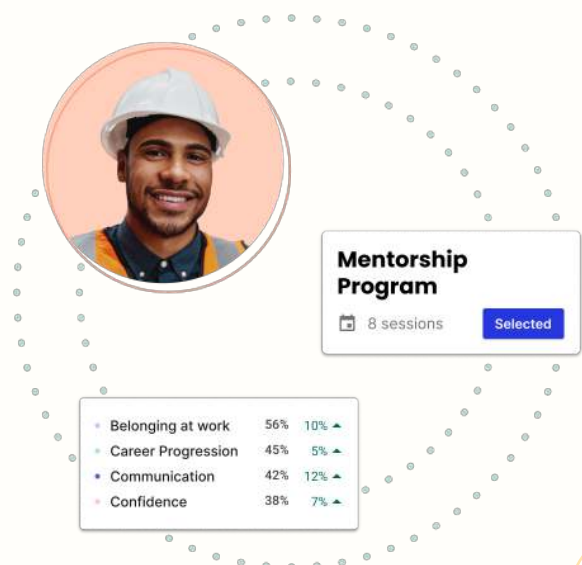 Mentorship
Program
8 sessions
Selected
Belonging at work 56% 10%
Career Progression 45% 5%
Communication 42% 12%
Confidence 38% 7%